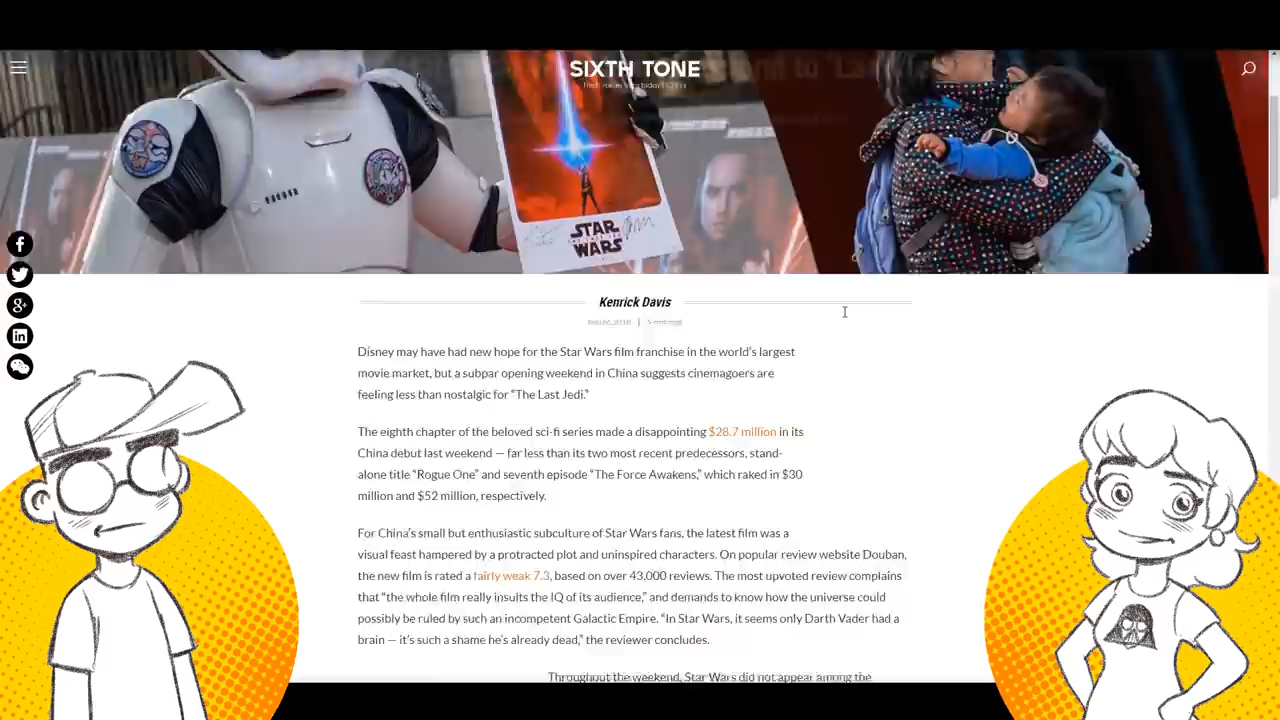 SIXTH TONE
STAR
WARS
Kenrick Davis
Disney may have had new hope for the Star Wars film franchise in the world's largest
movie market, but a subpar opening weekend in China suggests cinemagoers are
feeling less than nostalgic for “The Last Jedi.”
The eighth chapter of the beloved sci-fi series made a disappointing $28.7 million in its
China debut last weekend — far less than its two most recent predecessors, stand-
alone title “Rogue One” and seventh episode “The Force Awakens,” which raked in $30
million and $52 million, respectively.
For China's small but enthusiastic subculture of Star Wars fans, the latest film was a
visual feast hampered by a protracted plot and uninspired characters. On popular review website Douban,
the new film is rated a fairly weak 7.3, based on over 43,000 reviews. The most upvoted review complains
that “the whole film really insults the IQ of its audience,” and demands to know how the universe could
possibly be ruled by such an incompetent Galactic Empire. “In Star Wars, it seems only Darth Vader had a
brain — it's such a shame he's already dead,” the reviewer concludes.
Throughout the weekend, Star Wars did not appear among the